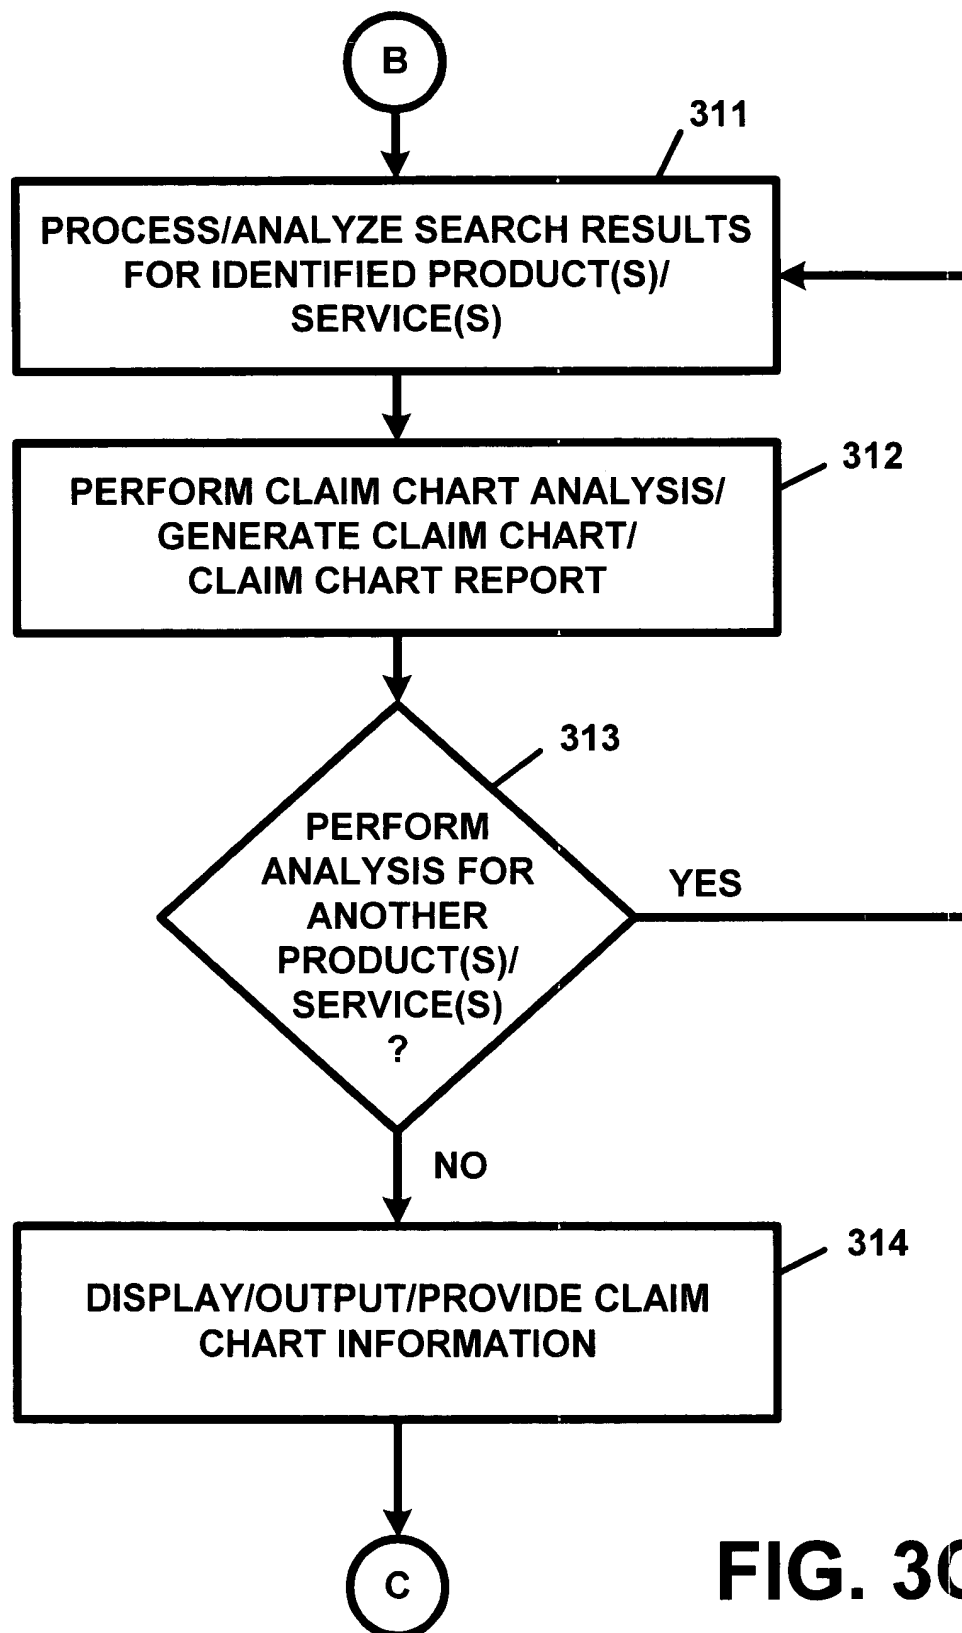 B
311
PROCESS/ANALYZE SEARCH RESULTS
FOR IDENTIFIED PRODUCT(S)/
SERVICE(S)
312
PERFORM CLAIM CHART ANALYSIS/
GENERATE CLAIM CHART/
CLAIM CHART REPORT
313
PERFORM
ANALYSIS FOR
ANOTHER
PRODUCT(S)/
SERVICE(S)
?
YES
NO
314
DISPLAY/OUTPUT/PROVIDE CLAIM
CHART INFORMATION
C
FIG.